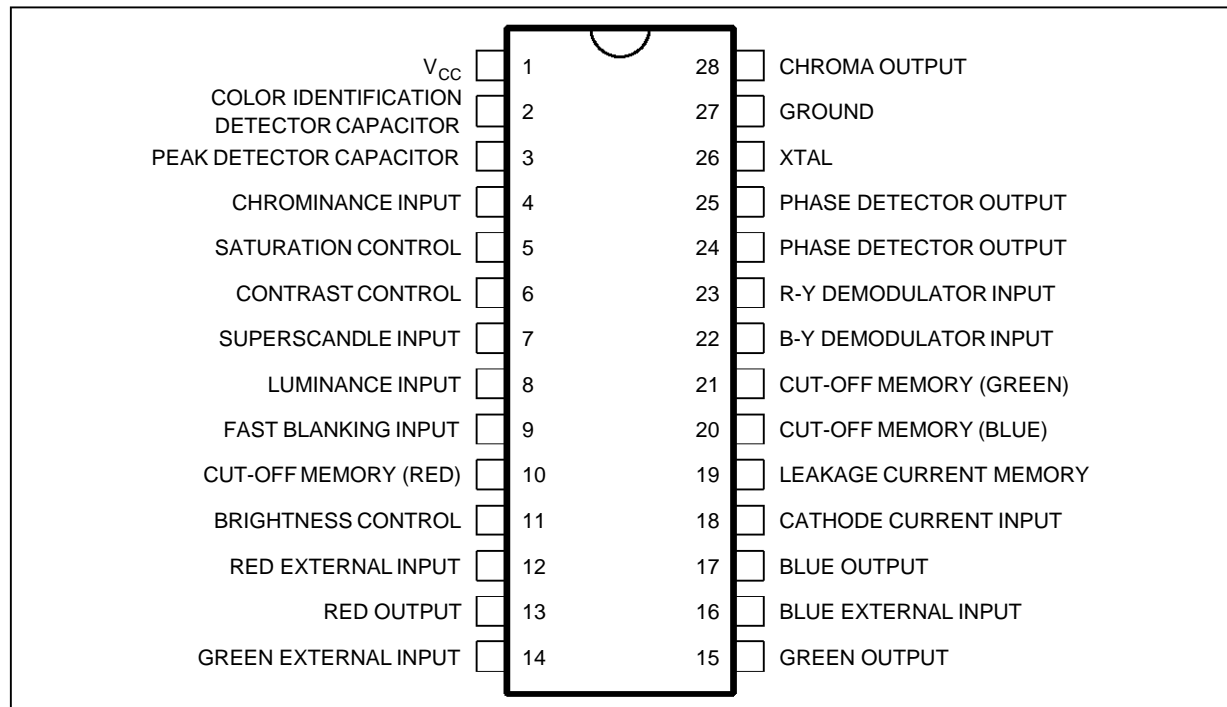 VCC 1 28 CHROMA OUTPUT
COLOR IDENTIFICATION
DETECTOR CAPACITOR 2 27 GROUND
PEAK DETECTOR CAPACITOR 3 26 XTAL
CHROMINANCE INPUT 4 25 PHASE DETECTOR OUTPUT
SATURATION CONTROL 5 24 PHASE DETECTOR OUTPUT
CONTRAST CONTROL 6 23 R-Y DEMODULATOR INPUT
SUPERSCANDLE INPUT 7 22 B-Y DEMODULATOR INPUT
LUMINANCE INPUT 8 21 CUT-OFF MEMORY (GREEN)
FAST BLANKING INPUT 9 20 CUT-OFF MEMORY (BLUE)
CUT-OFF MEMORY (RED) 10 19 LEAKAGE CURRENT MEMORY
BRIGHTNESS CONTROL 11 18 CATHODE CURRENT INPUT
RED EXTERNAL INPUT 12 17 BLUE OUTPUT
RED OUTPUT 13 16 BLUE EXTERNAL INPUT
GREEN EXTERNAL INPUT 14 15 GREEN OUTPUT